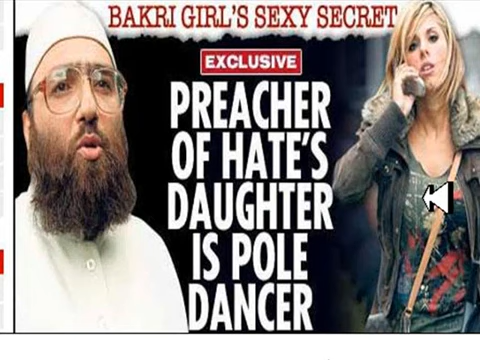 BAKRI GIRL'S SEXY SECRET
EXCLUSIVE
PREACHER
OF HATE'S
DAUGHTER
IS POLE
DANCER